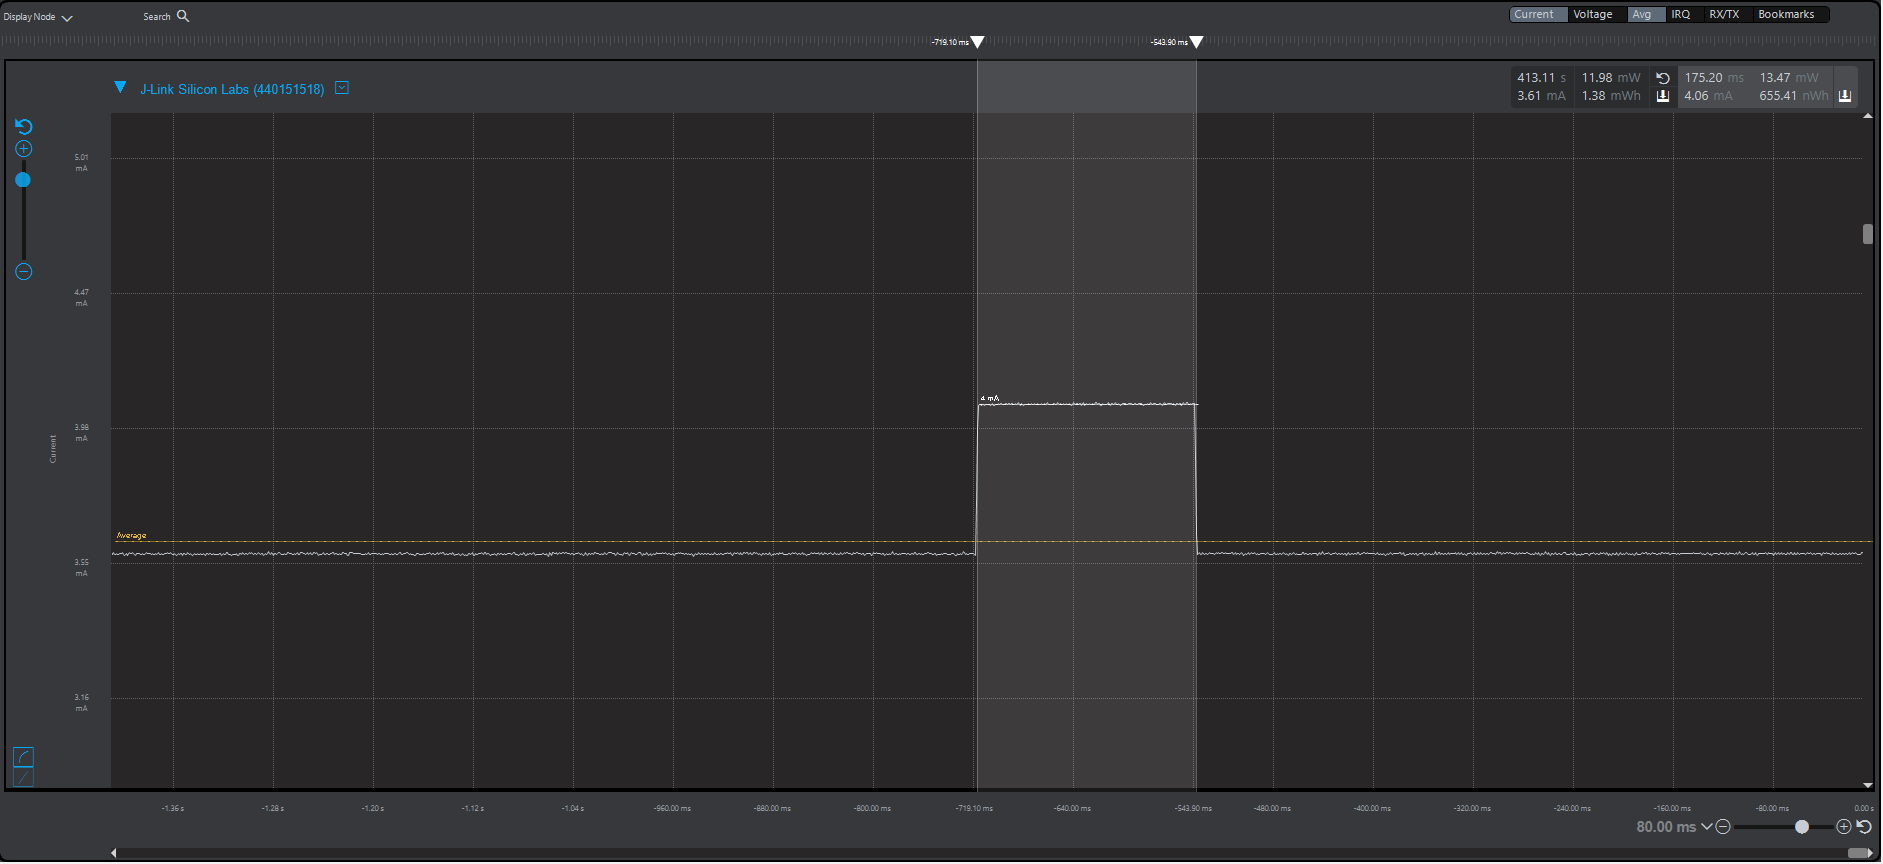 Display Node
Search
Current Voltage Avg IRQ RX/TX Bookmarks
-719.10 ms
-543.90 ms
J-Link Silicon Labs (440151518)
413.11 s 11.98 mW 175.20 ms 13.47 mW
3.61 mA 1.38 mWh 4.06 mA 655.41 nWh
5.01
mA
4.47
mA
4 mA
3.98
mA
Current
Average
3.55
mA
3.16
mA
-1.36 s -1.28 s -1.20 s -1.12 s -1.04 s -960.00 ms -880.00 ms -800.00 ms -719.10 ms -640.00 ms -543.90 ms -480.00 ms -400.00 ms -320.00 ms -240.00 ms -160.00 ms -80.00 ms 0.00 s
80.00 ms